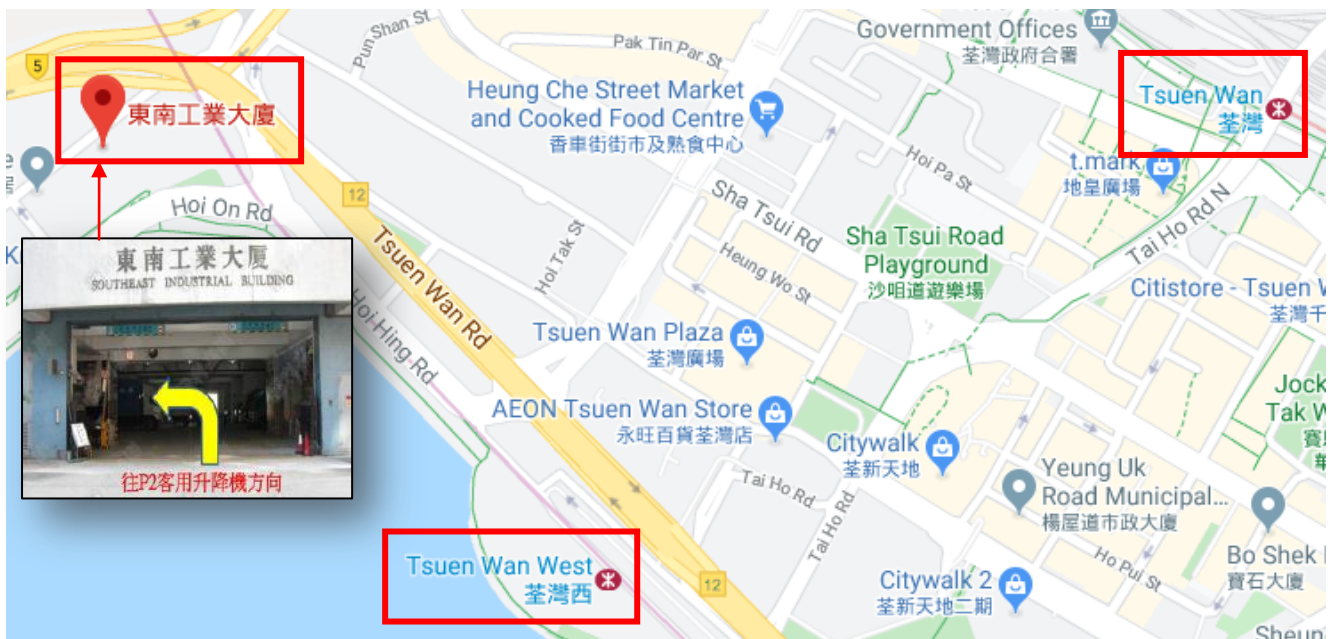 5
東南工業大廈
Pun Shan St
Pak Tin Par St
Government Offices
荃灣政府合署
Tsuen Wan
荃灣
Heung Che Street Market
and Cooked Food Centre
香車街街市及熟食中心
Hoi Pa St
t.mark
地皇廣場
Tai Ho Rd N
12
Hoi On Rd
Sha Tsui Rd
Sha Tsui Road
Playground
沙咀道遊樂場
Heung Wo St
Hoi Tak St
Tsuen Wan Rd
Hoi Hing Rd
東南工業大廈
SOUTHEAST INDUSTRIAL BUILDING
往P2客用升降機方向
Citistore - Tsuen W
荃灣千
Tsuen Wan Plaza
荃灣廣場
AEON Tsuen Wan Store
永旺百貨荃灣店
Jock
Tak W
Citywalk
荃新天地
Tai Ho Rd
Tai Ho Rd
Yeung Uk
Road Municipal...
楊屋道市政大廈
Ho Pui St
Bo Shek
寶石大廈
Tsuen Wan West
荃灣西
12
Citywalk 2
荃新天地二期
Sheun